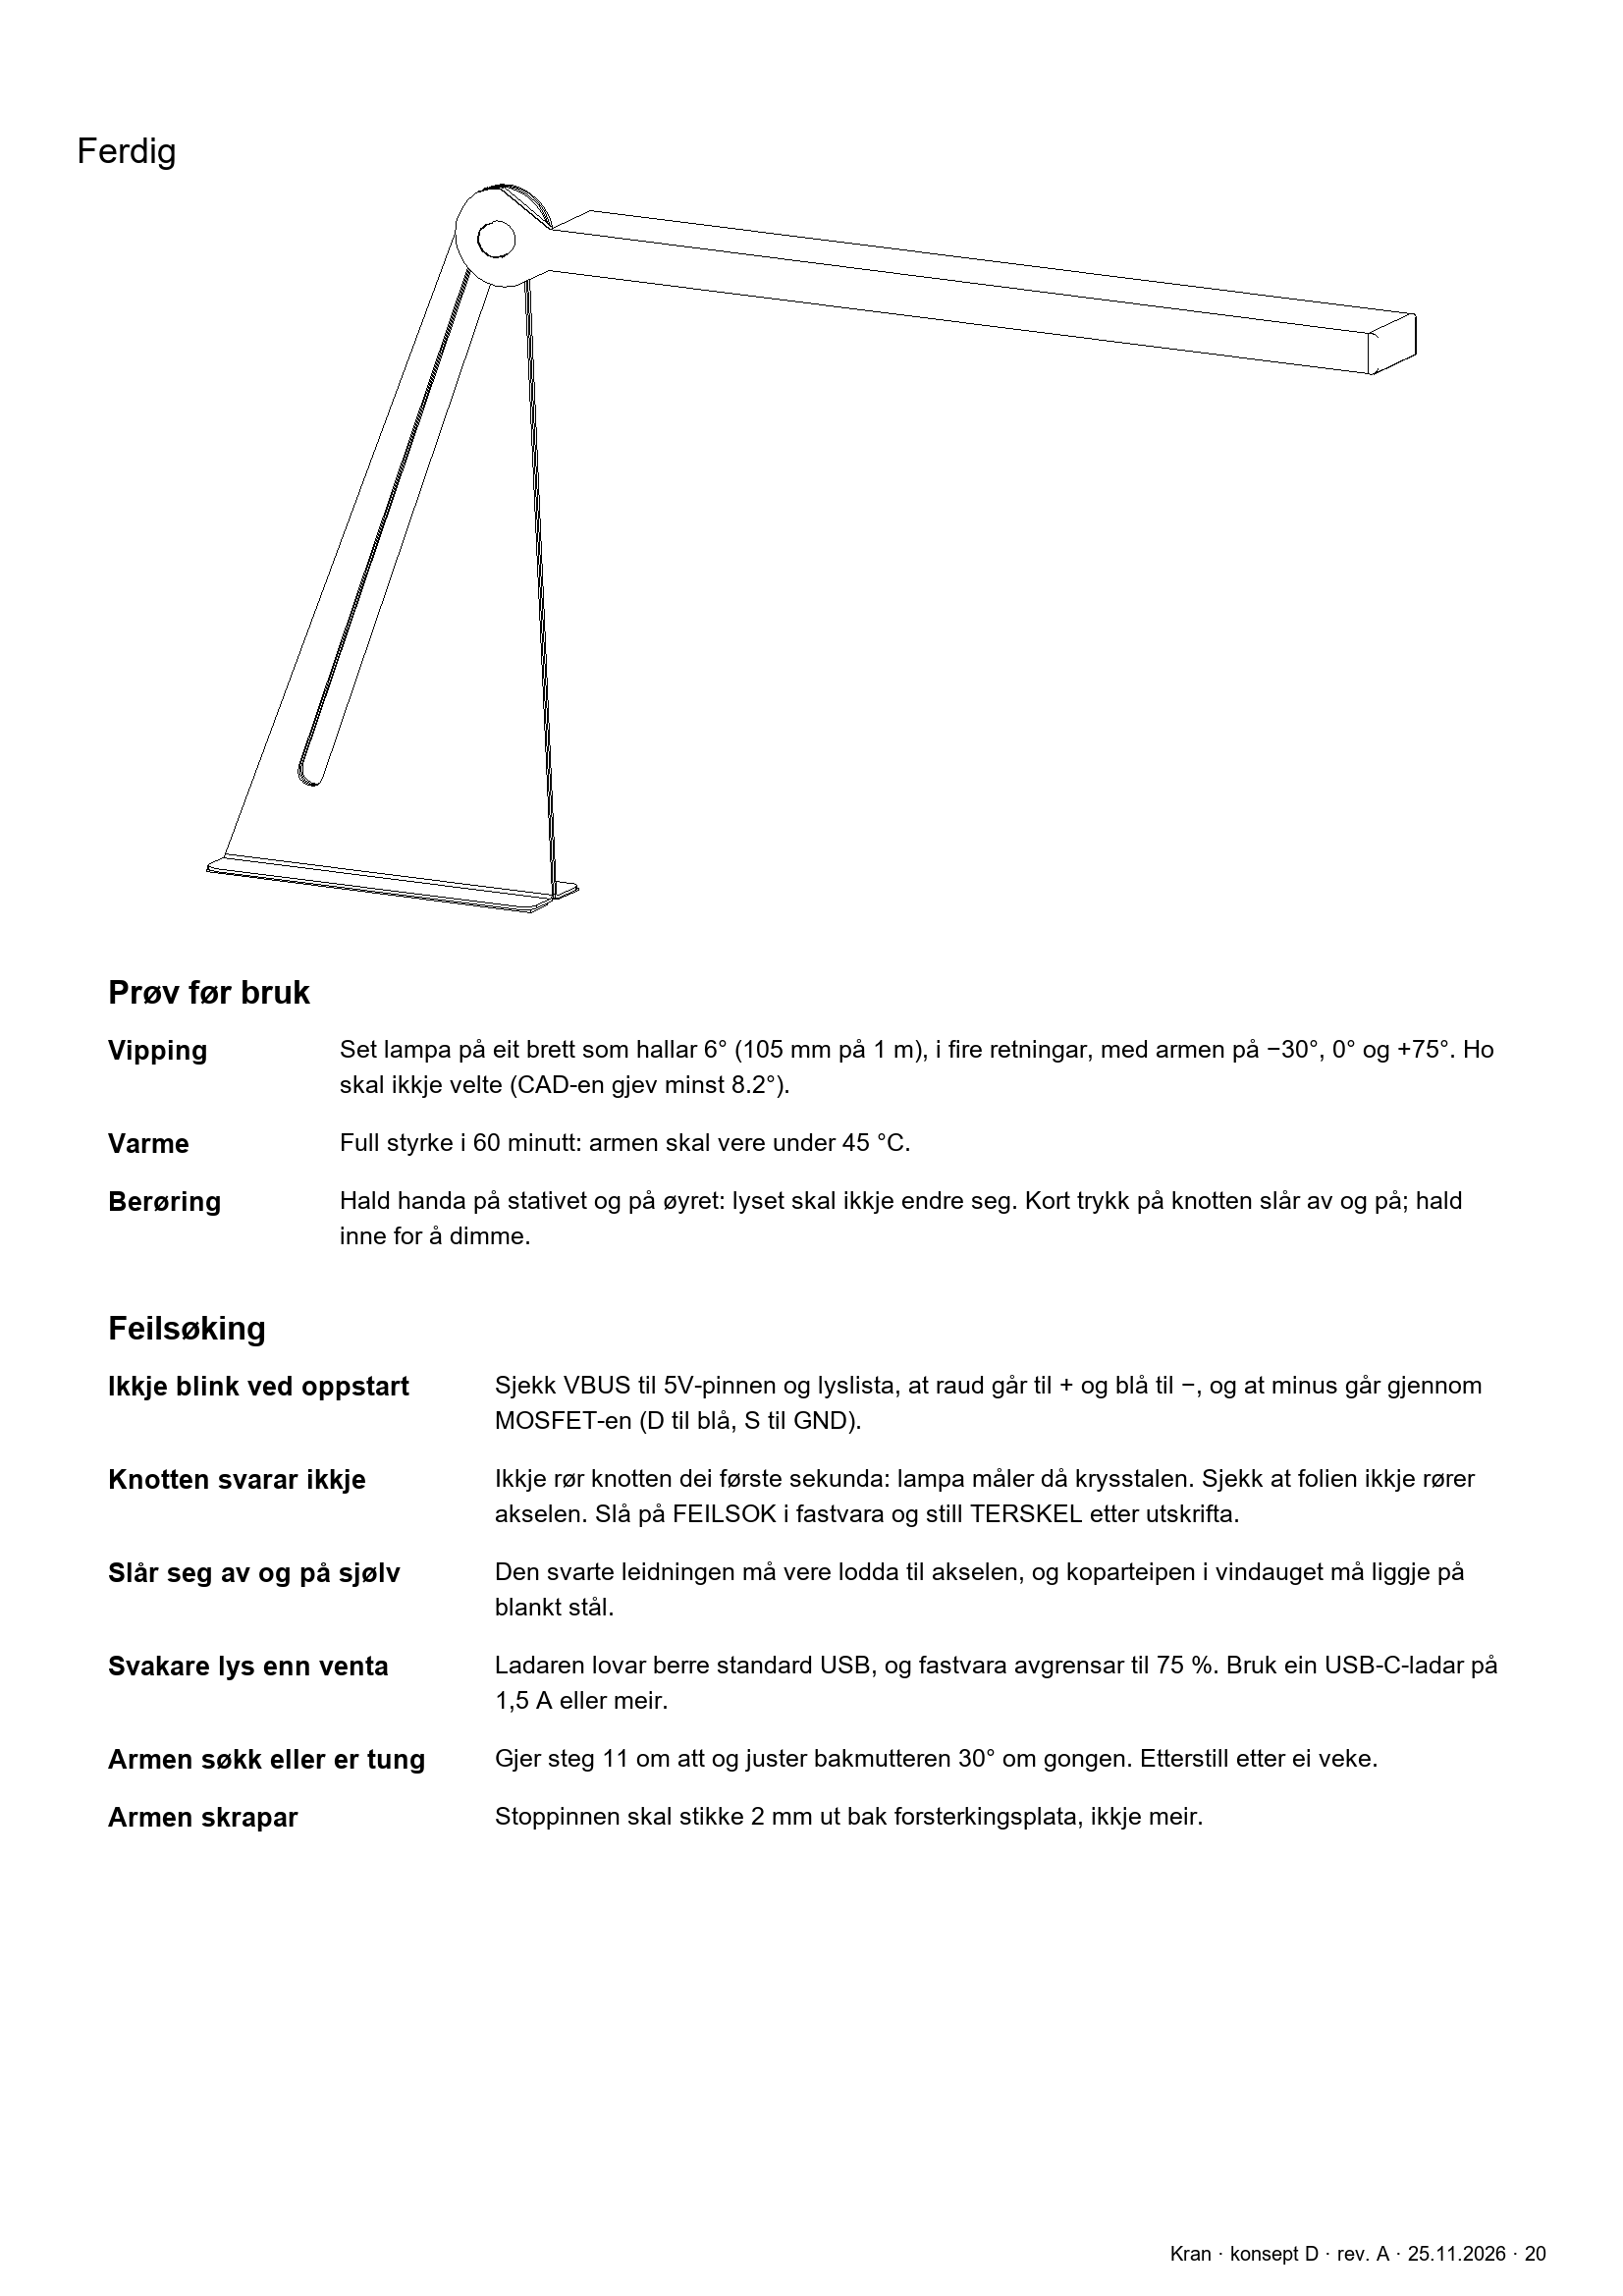 Ferdig
Prøv før bruk
Vipping
Set lampa på eit brett som hallar 6° (105 mm på 1 m), i fire retningar, med armen på −30°, 0° og +75°. Ho
skal ikkje velte (CAD-en gjev minst 8.2°).
Varme
Full styrke i 60 minutt: armen skal vere under 45 °C.
Berøring
Hald handa på stativet og på øyret: lyset skal ikkje endre seg. Kort trykk på knotten slår av og på; hald
inne for å dimme.
Feilsøking
Ikkje blink ved oppstart
Sjekk VBUS til 5V-pinnen og lyslista, at raud går til + og blå til −, og at minus går gjennom
MOSFET-en (D til blå, S til GND).
Knotten svarar ikkje
Ikkje rør knotten dei første sekunda: lampa måler då krysstalen. Sjekk at folien ikkje rører
akselen. Slå på FEILSOK i fastvara og still TERSKEL etter utskrifta.
Slår seg av og på sjølv
Den svarte leidningen må vere lodda til akselen, og koparteipen i vindauget må liggje på
blankt stål.
Svakare lys enn venta
Ladaren lovar berre standard USB, og fastvara avgrensar til 75 %. Bruk ein USB-C-ladar på
1,5 A eller meir.
Armen søkk eller er tung
Gjer steg 11 om att og juster bakmutteren 30° om gongen. Etterstill etter ei veke.
Armen skrapar
Stoppinnen skal stikke 2 mm ut bak forsterkingsplata, ikkje meir.
Kran · konsept D · rev. A · 25.11.2026 · 20